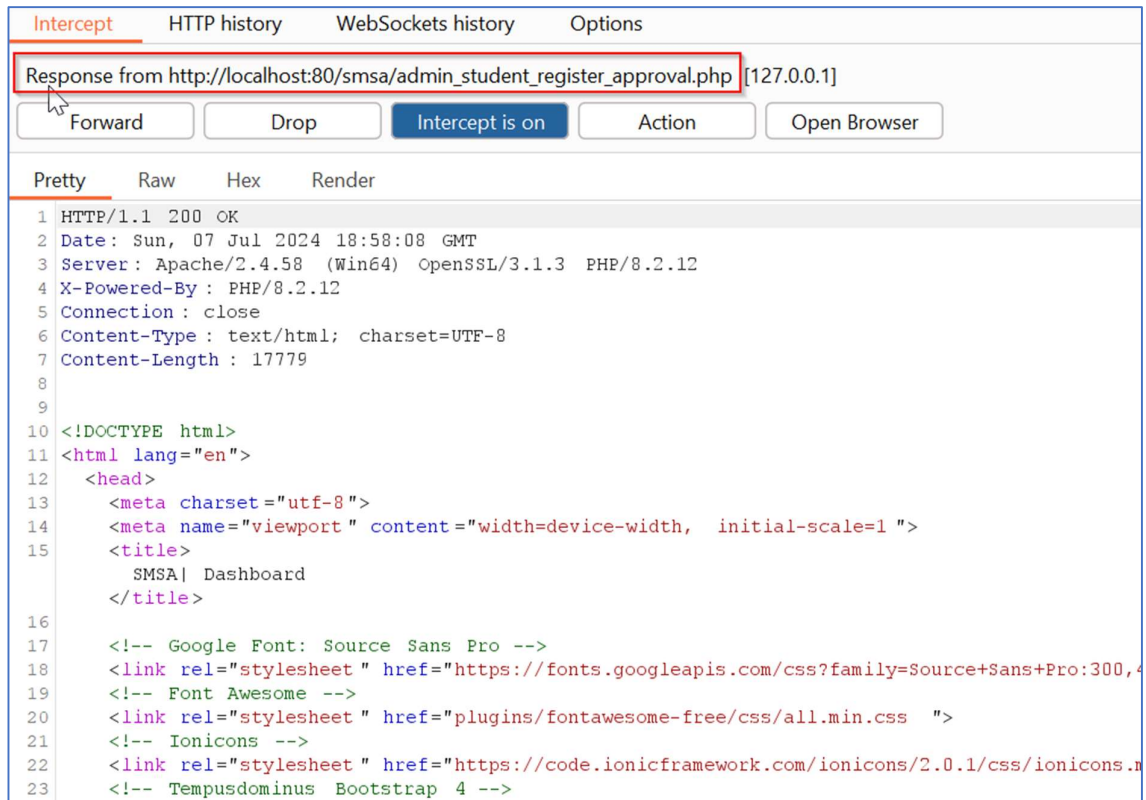 Intercept HTTP history WebSockets history Options
Response from http://localhost:80/smsa/admin_student_register_approval.php [127.0.0.1]
Forward Drop Intercept is on Action Open Browser
Pretty Raw Hex Render
1 HTTP/1.1 200 OK
2 Date: Sun, 07 Jul 2024 18:58:08 GMT
3 Server: Apache/2.4.58 (Win64) OpenSSL/3.1.3 PHP/8.2.12
4 X-Powered-By : PHP/8.2.12
5 Connection : close
6 Content-Type : text/html; charset=UTF-8
7 Content-Length : 17779
8
9
10 <!DOCTYPE html>
11 <html lang="en">
12 <head>
13 <meta charset ="utf-8">
14 <meta name="viewport " content ="width=device-width, initial-scale=1 ">
15 <title>
SMSA| Dashboard
</title>
16
17 <!-- Google Font: Source Sans Pro -->
18 <link rel="stylesheet " href="https://fonts.googleapis.com/css?family=Source+Sans+Pro:300,4
19 <!-- Font Awesome -->
20 <link rel="stylesheet " href="plugins/fontawesome-free/css/all.min.css ">
21 <!-- Ionicons -->
22 <link rel="stylesheet " href="https://code.ionicframework.com/ionicons/2.0.1/css/ionicons.m
23 <!-- Tempusdominus Bootstrap 4 -->